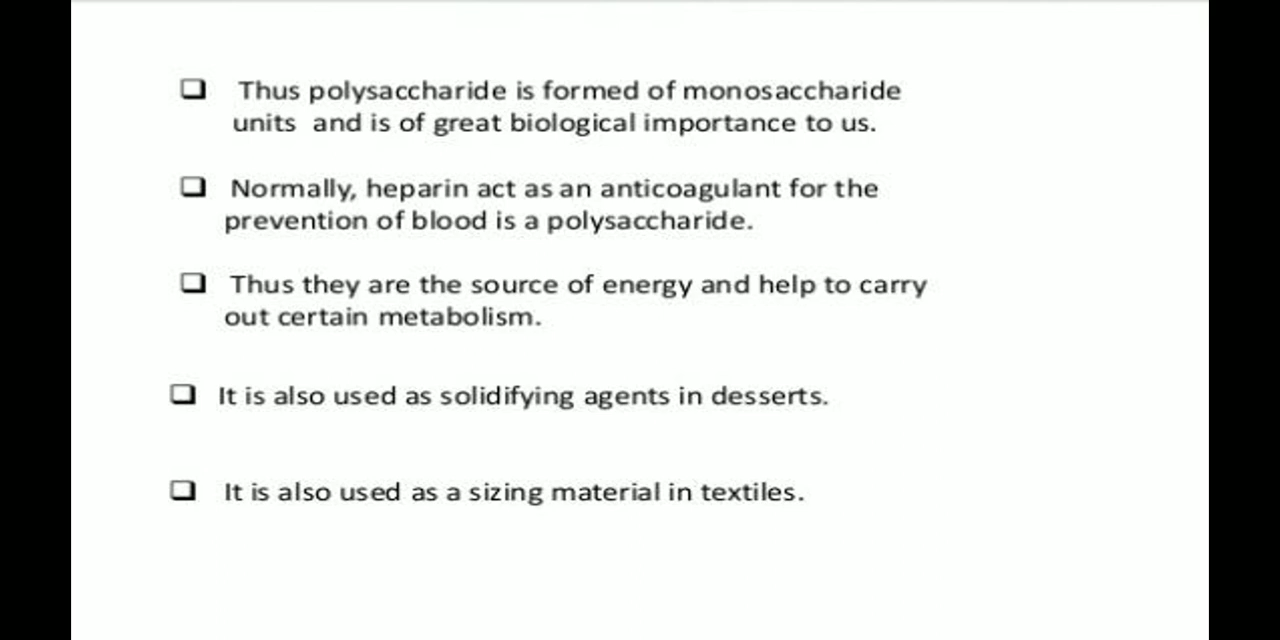 ❑ Thus polysaccharide is formed of monosaccharide
units and is of great biological importance to us.
❑ Normally, heparin act as an anticoagulant for the
prevention of blood is a polysaccharide.
❑ Thus they are the source of energy and help to carry
out certain metabolism.
❑ It is also used as solidifying agents in desserts.
❑ It is also used as a sizing material in textiles.